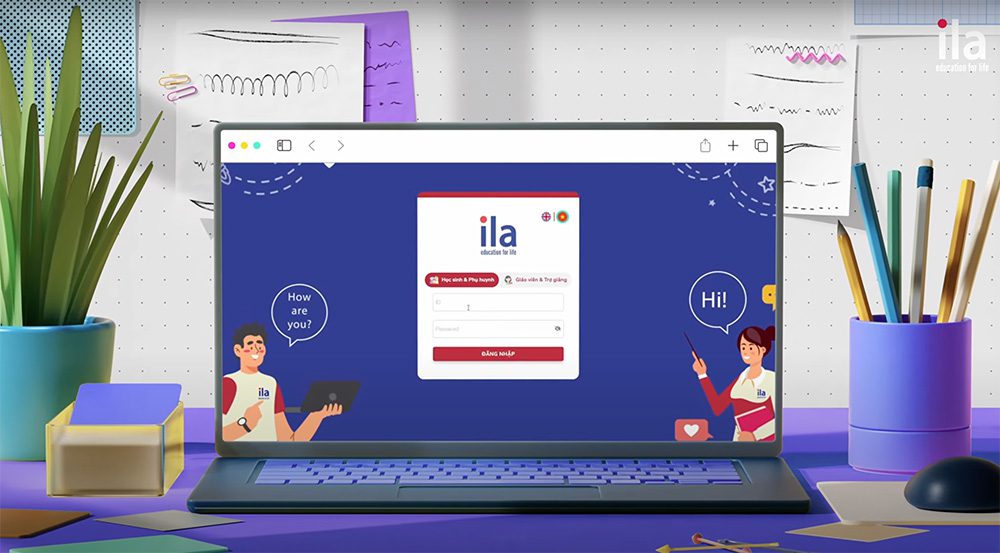 ila
education for life
ila
education for life
Học sinh & Phụ huynh
Giáo viên & Trợ giảng
ID
Password
ĐĂNG NHẬP
How
are
you?
Hi!
ila
ila